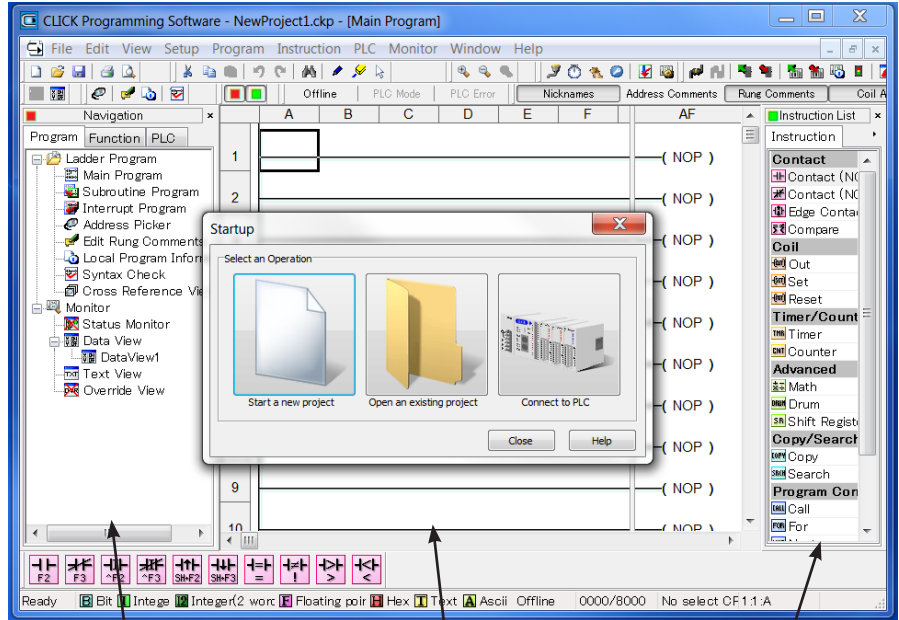 CLICK Programming Software - NewProject1.ckp - [Main Program]
File Edit View Setup Program Instruction PLC Monitor Window Help
Offline PLC Mode PLC Error Nicknames Address Comments Rung Comments Coil A
Navigation
Program Function PLC
Ladder Program
Main Program
Subroutine Program
Interrupt Program
Address Picker
Edit Rung Comments
Local Program Inforn
Syntax Check
Cross Reference Vie
Monitor
Status Monitor
Data View
DataView1
Text View
Override View
A B C D E F AF
1 ( NOP )
2 ( NOP )
( NOP )
( NOP )
( NOP )
( NOP )
( NOP )
( NOP )
9 ( NOP )
10 ( NOP )
Startup
Select an Operation
Start a new project
Open an existing project
Connect to PLC
Close Help
Instruction List
Instruction
Contact
Contact (NO
Contact (NC
Edge Contac
Compare
Coil
Out
Set
Reset
Timer/Count
Timer
Counter
Advanced
Math
Drum
Shift Regist
Copy/Search
Copy
Search
Program Con
Call
For
F2 F3 ^F2 ^F3 SH+F2 SH+F3 = ! > <
Ready B Bit I Intege I2 Integer(2 worc F Floating poir H Hex T Text A Ascii Offline 0000/8000 No select CF 1:1:A